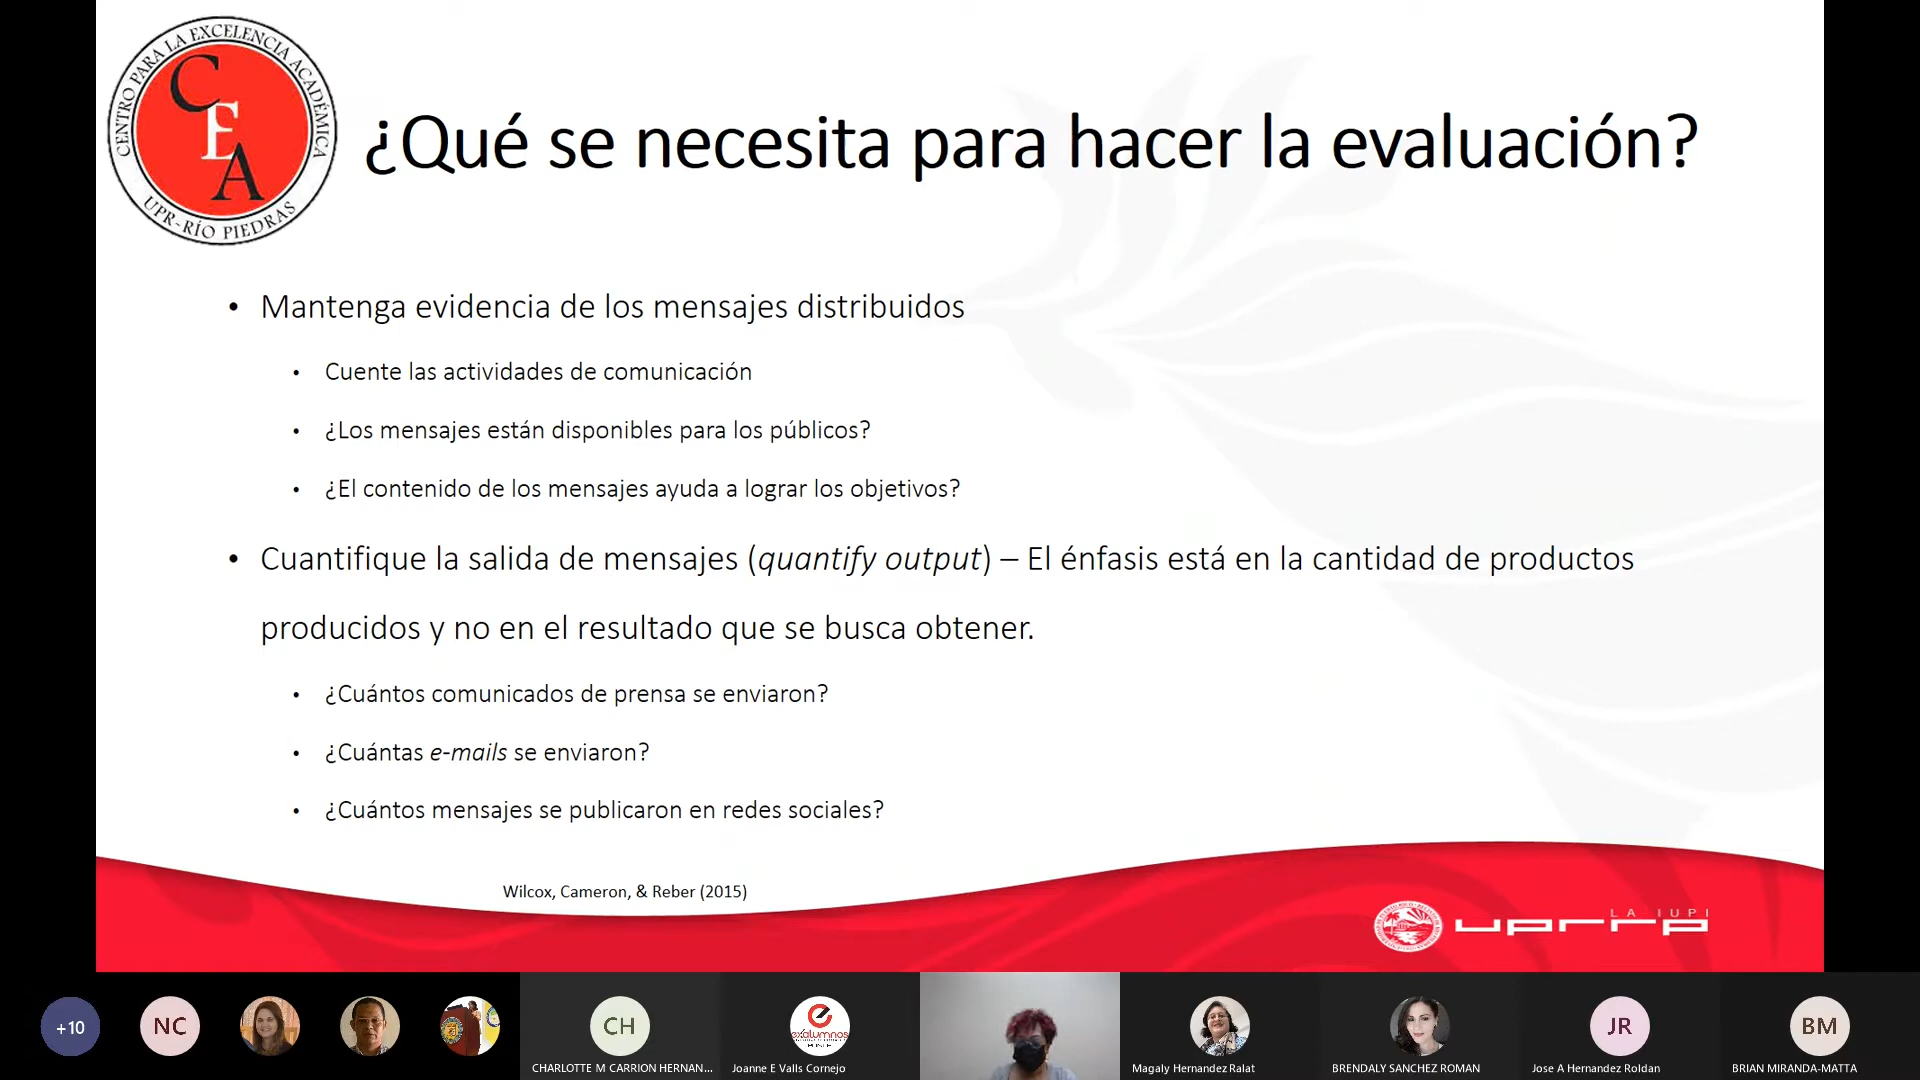 CENTRO PARA LA EXCELENCIA ACADÉMICA
CEA
UPR-RÍO PIEDRAS
¿Qué se necesita para hacer la evaluación?
• Mantenga evidencia de los mensajes distribuidos
• Cuente las actividades de comunicación
• ¿Los mensajes están disponibles para los públicos?
• ¿El contenido de los mensajes ayuda a lograr los objetivos?
• Cuantifique la salida de mensajes (quantify output) – El énfasis está en la cantidad de productos
producidos y no en el resultado que se busca obtener.
• ¿Cuántos comunicados de prensa se enviaron?
• ¿Cuántas e-mails se enviaron?
• ¿Cuántos mensajes se publicaron en redes sociales?
Wilcox, Cameron, & Reber (2015)
LA IUPI
uprrp
+10
NC
CH
exalumnos
JR
BM
CHARLOTTE M CARRION HERNAN...
Joanne E Valls Cornejo
Magaly Hernandez Ralat
BRENDALY SANCHEZ ROMAN
Jose A Hernandez Roldan
BRIAN MIRANDA-MATTA